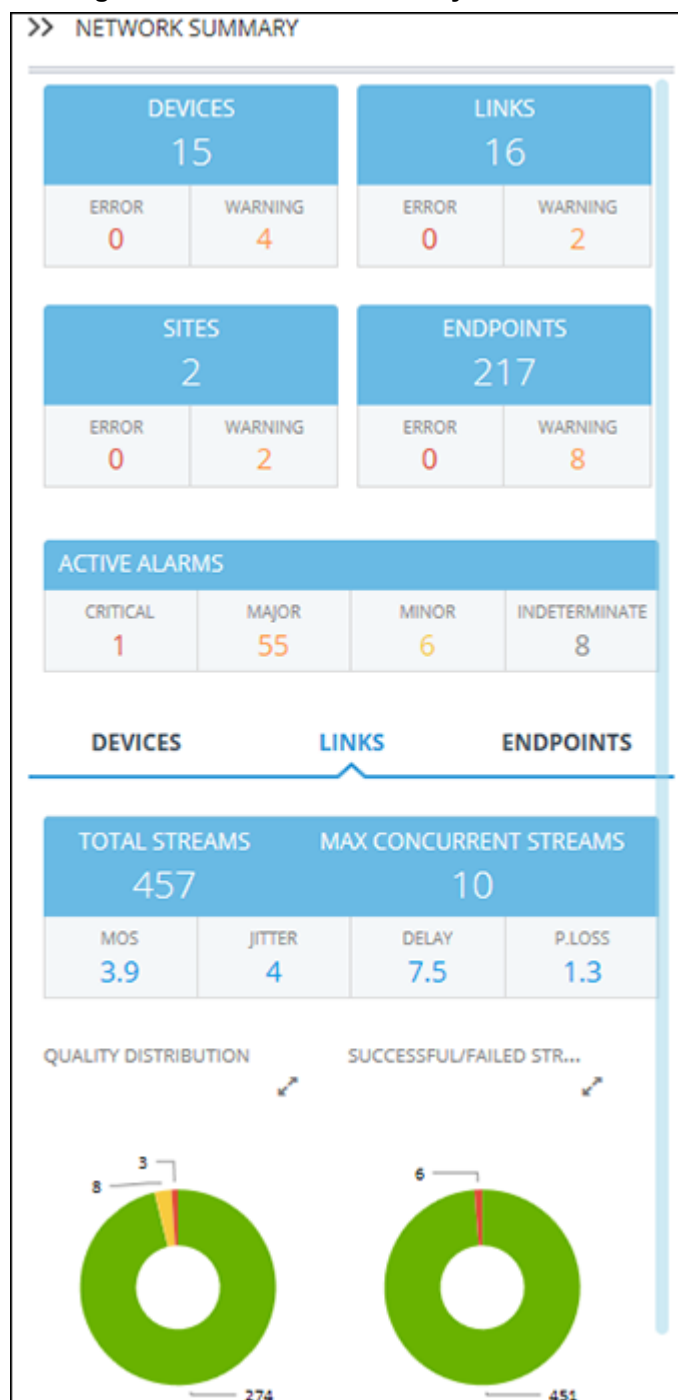 NETWORK SUMMARY
DEVICES LINKS
15 16
ERROR WARNING ERROR WARNING
0 4 0 2
SITES ENDPOINTS
2 217
ERROR WARNING ERROR WARNING
0 2 0 8
ACTIVE ALARMS
CRITICAL MAJOR MINOR INDETERMINATE
1 55 6 8
DEVICES LINKS ENDPOINTS
TOTAL STREAMS MAX CONCURRENT STREAMS
457 10
MOS JITTER DELAY P.LOSS
3.9 4 7.5 1.3
QUALITY DISTRIBUTION SUCCESSFUL/FAILED STR...
3
8 6
274 451